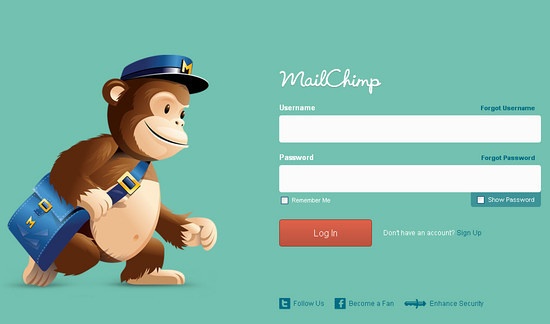 MailChimp
Username Forgot Username
Password Forgot Password
Remember Me Show Password
Log In Don't have an account? Sign Up
Follow Us Become a Fan Enhance Security